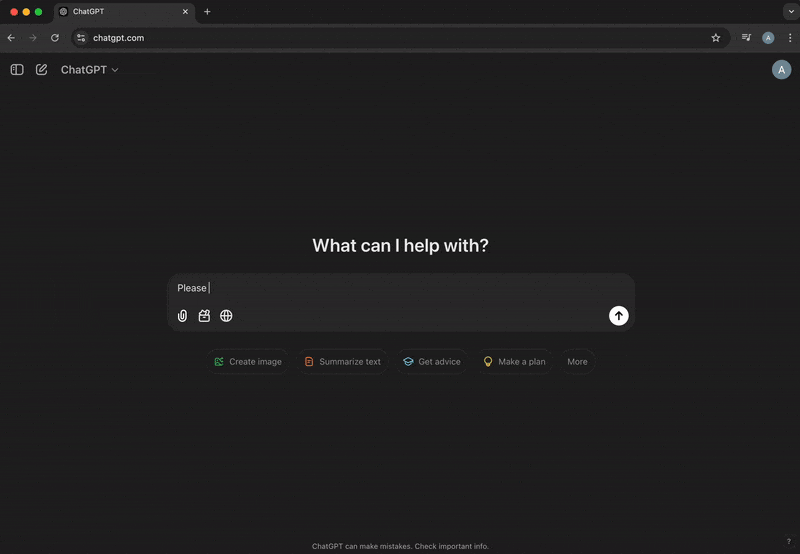 ChatGPT
chatgpt.com
A
ChatGPT
A
What can I help with?
Please
Create image
Summarize text
Get advice
Make a plan
More
ChatGPT can make mistakes. Check important info.
?